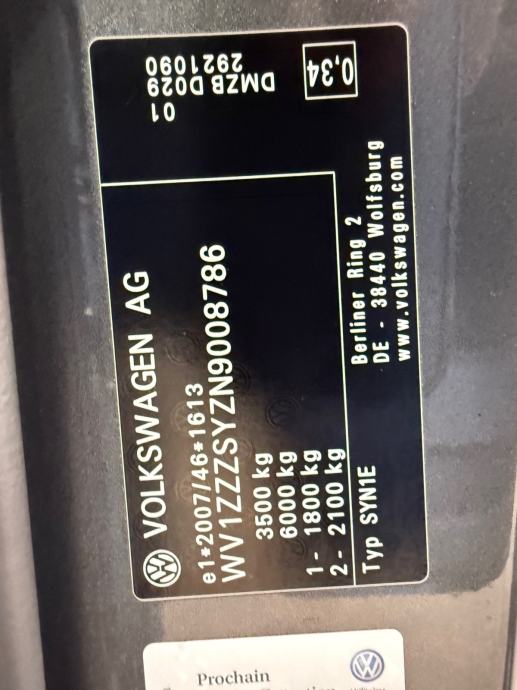 VOLKSWAGEN AG
e1*2007/46*1613
WV1ZZZSYZN9008786
3500 kg
6000 kg
1- 1800 kg
2- 2100 kg
Typ SYN1E
Berliner Ring 2
DE - 38440 Wolfsburg
www.volkswagen.com
01
DMZB D029
2921090
0,34
Prochain